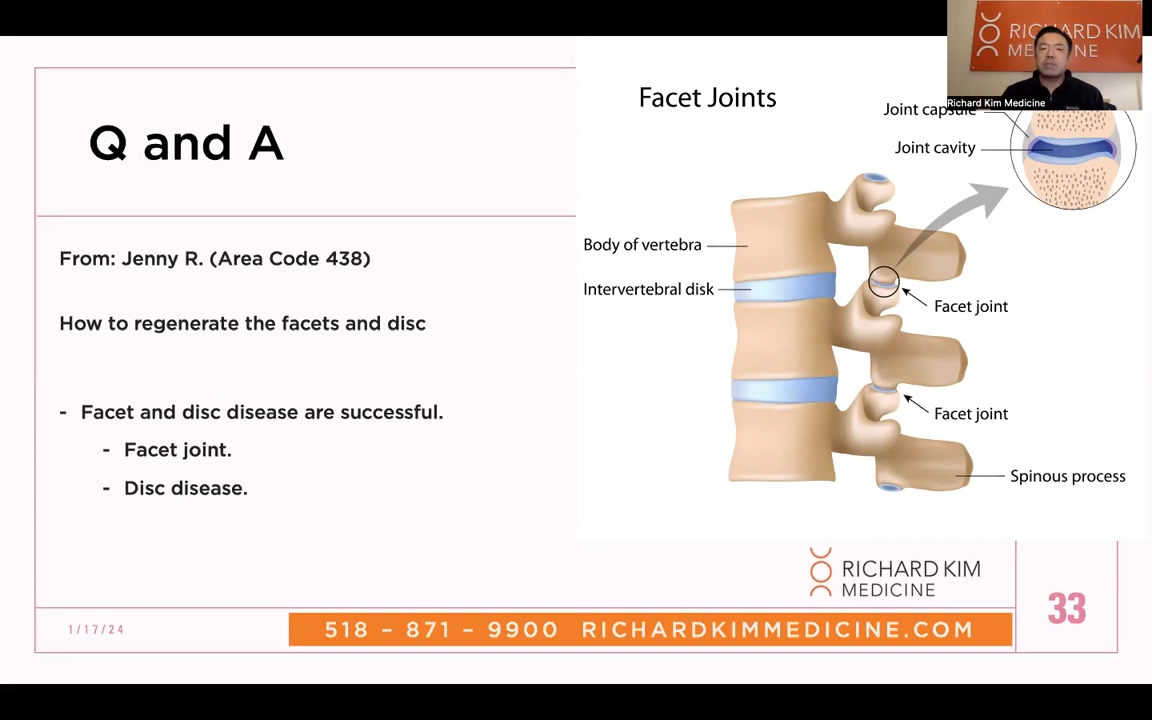 RICHARD KIM
MEDICINE
Richard Kim Medicine
Q and A
From: Jenny R. (Area Code 438)
How to regenerate the facets and disc
- Facet and disc disease are successful.
- Facet joint.
- Disc disease.
Facet Joints
Joint capsule
Joint cavity
Body of vertebra
Intervertebral disk
Facet joint
Facet joint
Spinous process
RICHARD KIM
MEDICINE
33
1/17/24
518 - 871 - 9900 RICHARDKIMMEDICINE.COM